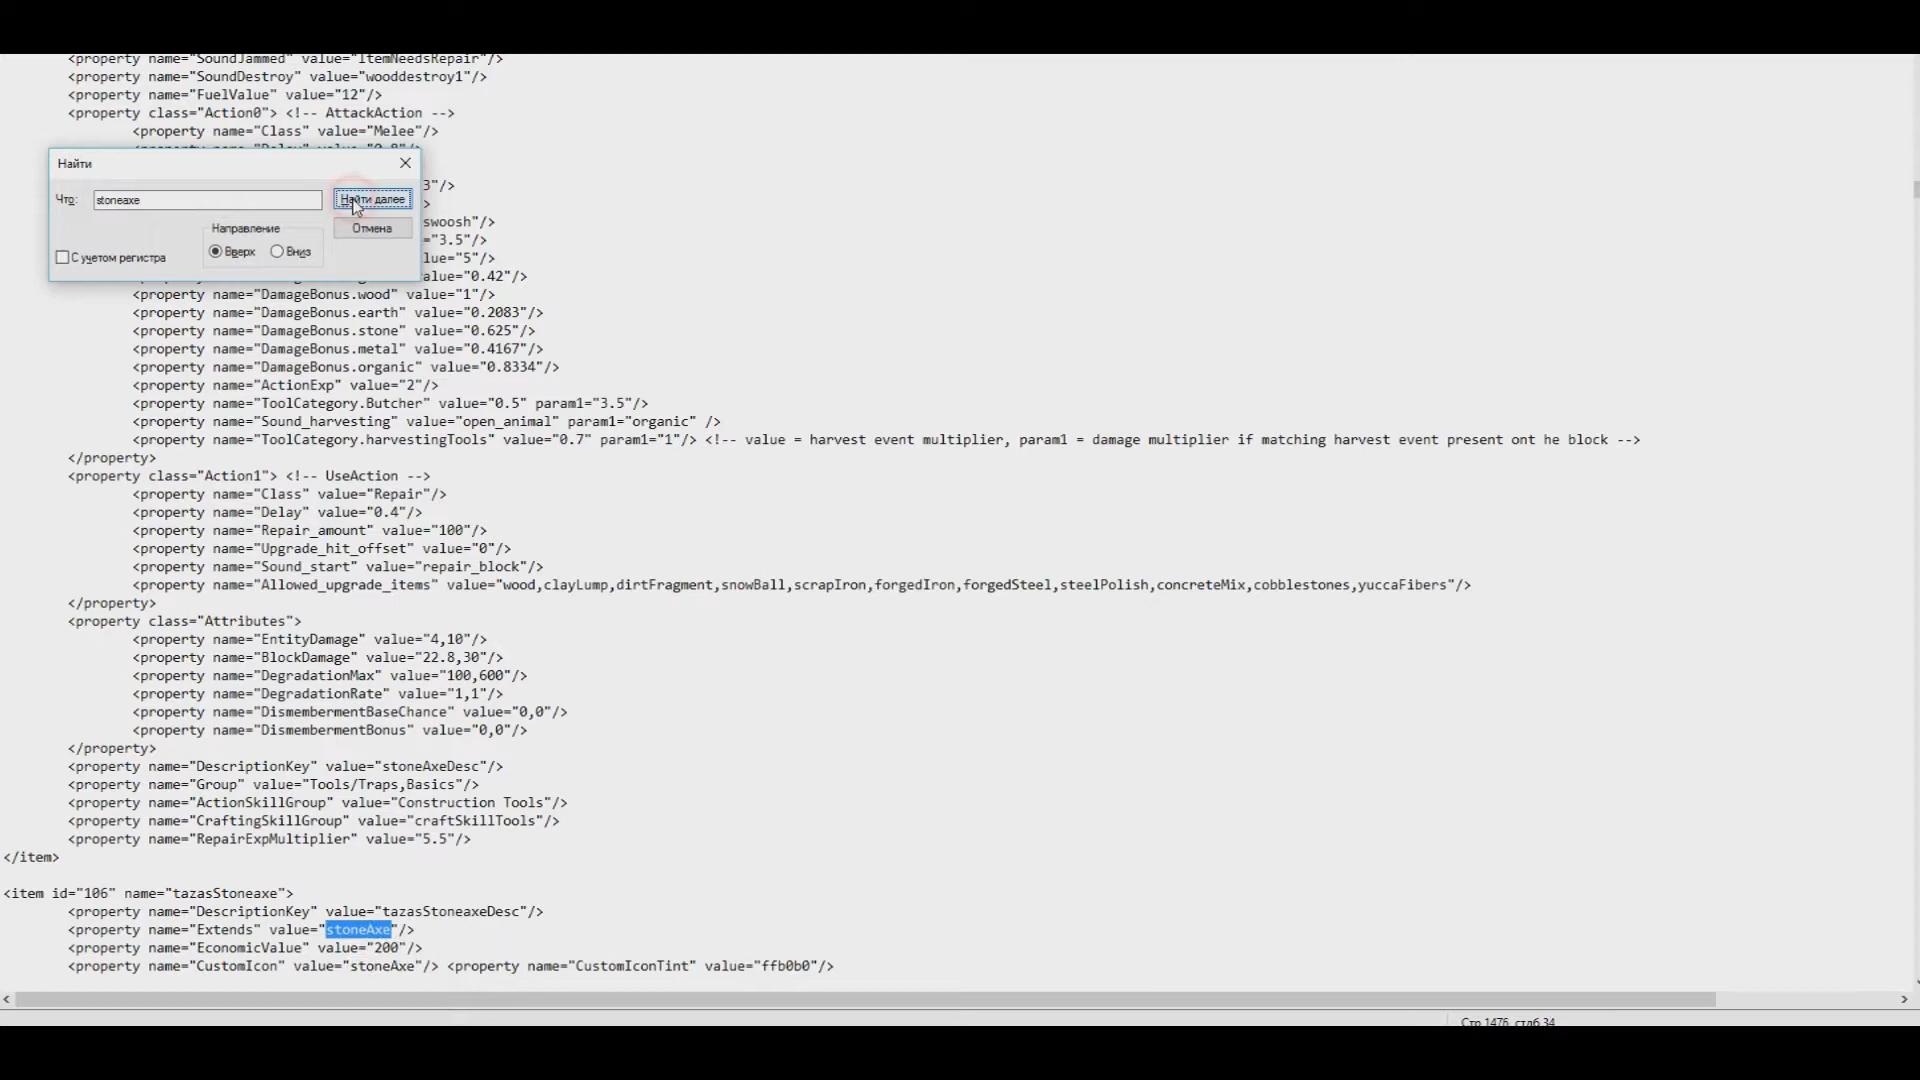 <property name="SoundJammed" value="ItemNeedsRepair"/>
<property name="SoundDestroy" value="wooddestroy1"/>
<property name="FuelValue" value="12"/>
<property class="Action0"> <!-- AttackAction -->
<property name="Class" value="Melee"/>
<property name="Delay" value="0.8"/>
Найти
3"/>
Что:
stoneaxe
Найти далее
>
swoosh"/>
Направление
Отмена
="3.5"/>
Вверх
Вниз
С учетом регистра
lue="5"/>
alue="0.42"/>
<property name="DamageBonus.wood" value="1"/>
<property name="DamageBonus.earth" value="0.2083"/>
<property name="DamageBonus.stone" value="0.625"/>
<property name="DamageBonus.metal" value="0.4167"/>
<property name="DamageBonus.organic" value="0.8334"/>
<property name="ActionExp" value="2"/>
<property name="ToolCategory.Butcher" value="0.5" param1="3.5"/>
<property name="Sound_harvesting" value="open_animal" param1="organic" />
<property name="ToolCategory.harvestingTools" value="0.7" param1="1"/> <!-- value = harvest event multiplier, param1 = damage multiplier if matching harvest event present ont he block -->
</property>
<property class="Action1"> <!-- UseAction -->
<property name="Class" value="Repair"/>
<property name="Delay" value="0.4"/>
<property name="Repair_amount" value="100"/>
<property name="Upgrade_hit_offset" value="0"/>
<property name="Sound_start" value="repair_block"/>
<property name="Allowed_upgrade_items" value="wood,clayLump,dirtFragment,snowBall,scrapIron,forgedIron,forgedSteel,steelPolish,concreteMix,cobblestones,yuccaFibers"/>
</property>
<property class="Attributes">
<property name="EntityDamage" value="4,10"/>
<property name="BlockDamage" value="22.8,30"/>
<property name="DegradationMax" value="100,600"/>
<property name="DegradationRate" value="1,1"/>
<property name="DismembermentBaseChance" value="0,0"/>
<property name="DismembermentBonus" value="0,0"/>
</property>
<property name="DescriptionKey" value="stoneAxeDesc"/>
<property name="Group" value="Tools/Traps,Basics"/>
<property name="ActionSkillGroup" value="Construction Tools"/>
<property name="CraftingSkillGroup" value="craftSkillTools"/>
<property name="RepairExpMultiplier" value="5.5"/>
</item>
<item id="106" name="tazasStoneaxe">
<property name="DescriptionKey" value="tazasStoneaxeDesc"/>
<property name="Extends" value="stoneAxe"/>
<property name="EconomicValue" value="200"/>
<property name="CustomIcon" value="stoneAxe"/> <property name="CustomIconTint" value="ffb0b0"/>
Стр 1476, стлб 34